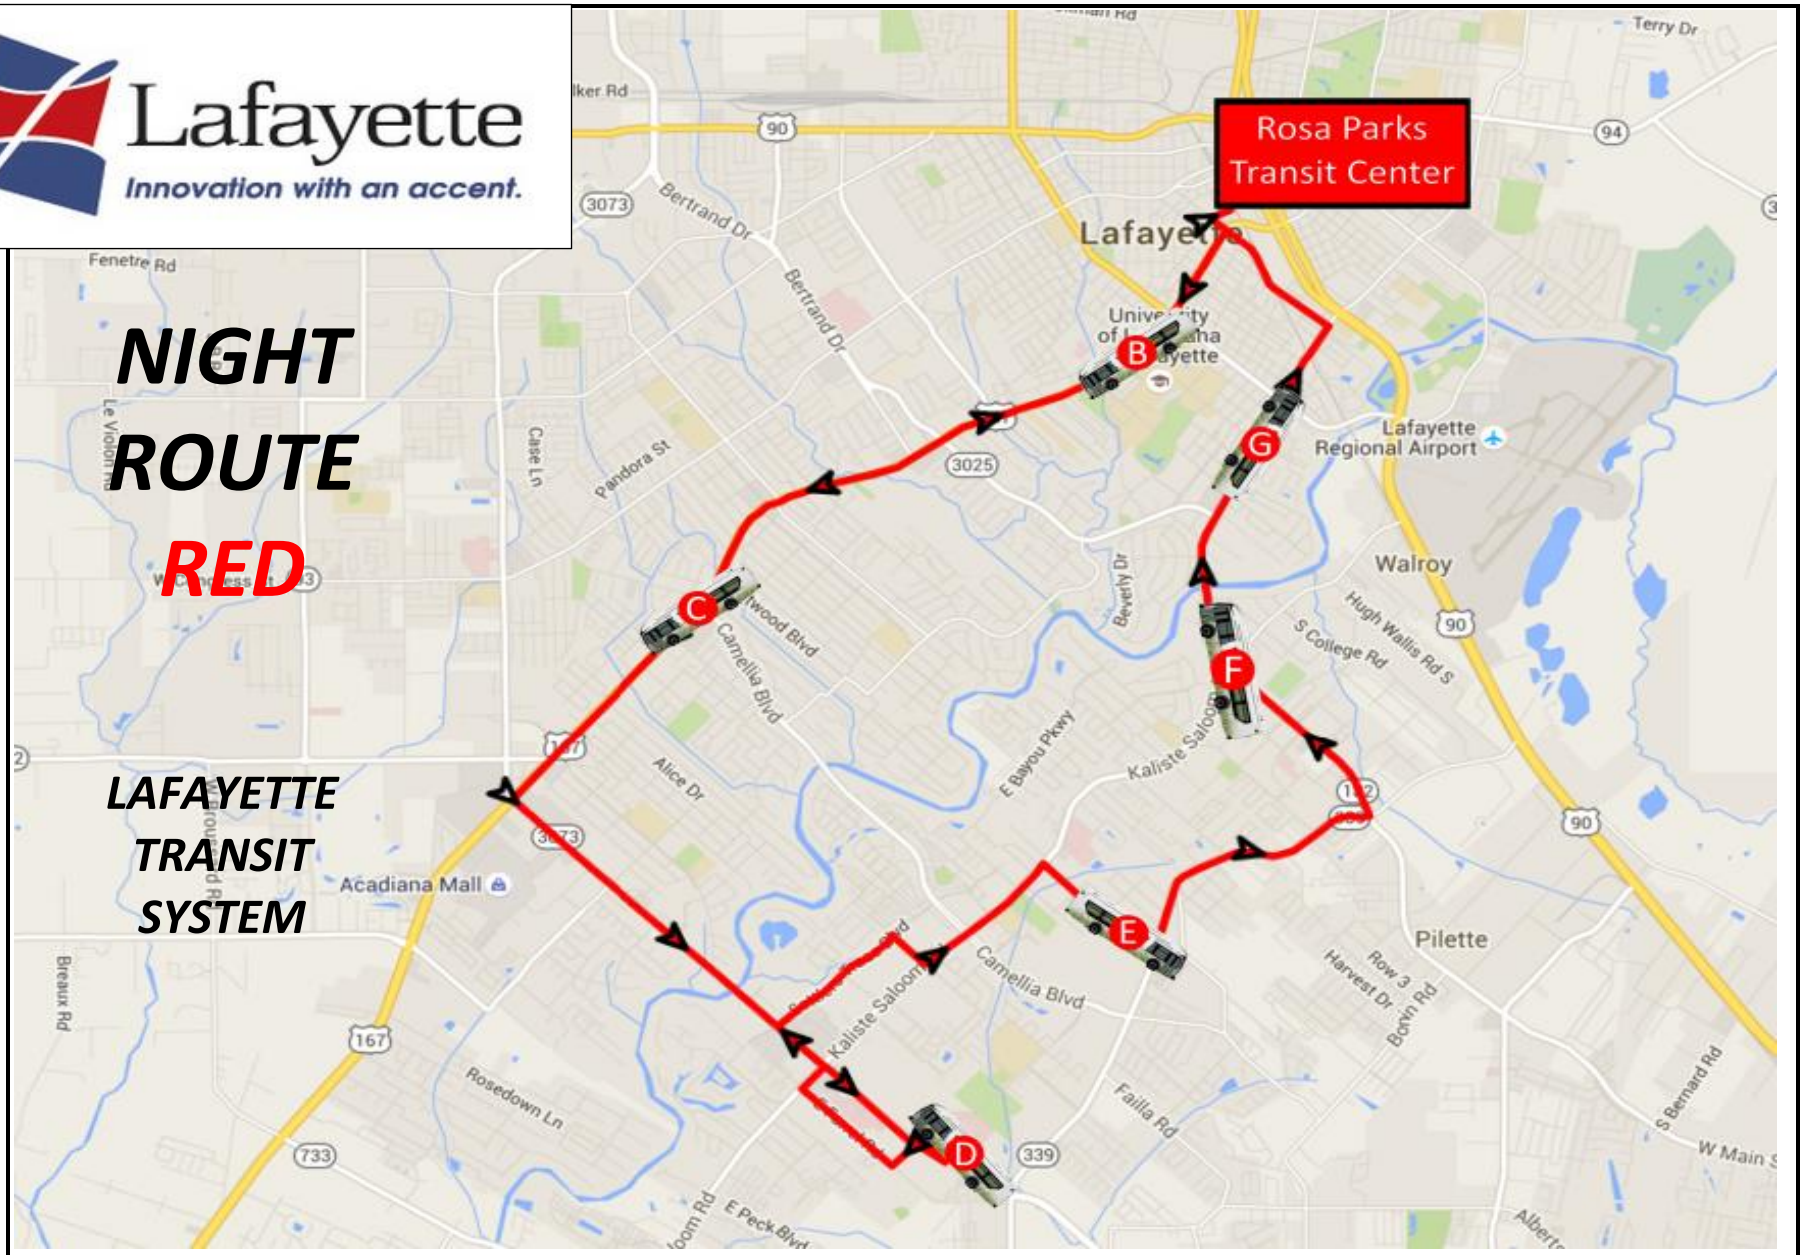 Lafayette
Innovation with an accent.
NIGHT
ROUTE
RED
LAFAYETTE
TRANSIT
SYSTEM
Rosa Parks
Transit Center
Terry Dr
90
94
3073
Bertrand Dr
Fenetre Rd
Bertrand Dr
Lafayette
B
Case Ln
Pandora St
3025
G
Lafayette
Regional Airport
Walroy
Beverly Dr
Hugh Wallis Rd S
S College Rd
90
C
Camellia Blvd
F
Kaliste Saloom
E Bayou Pkwy
Alice Dr
3073
Acadiana Mall
90
E
Camellia Blvd
Pilette
Row 3
Harvest Dr
Bonin Rd
Breaux Rd
167
Kaliste Saloom
Rosedown Ln
Failla Rd
S Bernard Rd
W Main S
733
D
339
E Peck Blvd